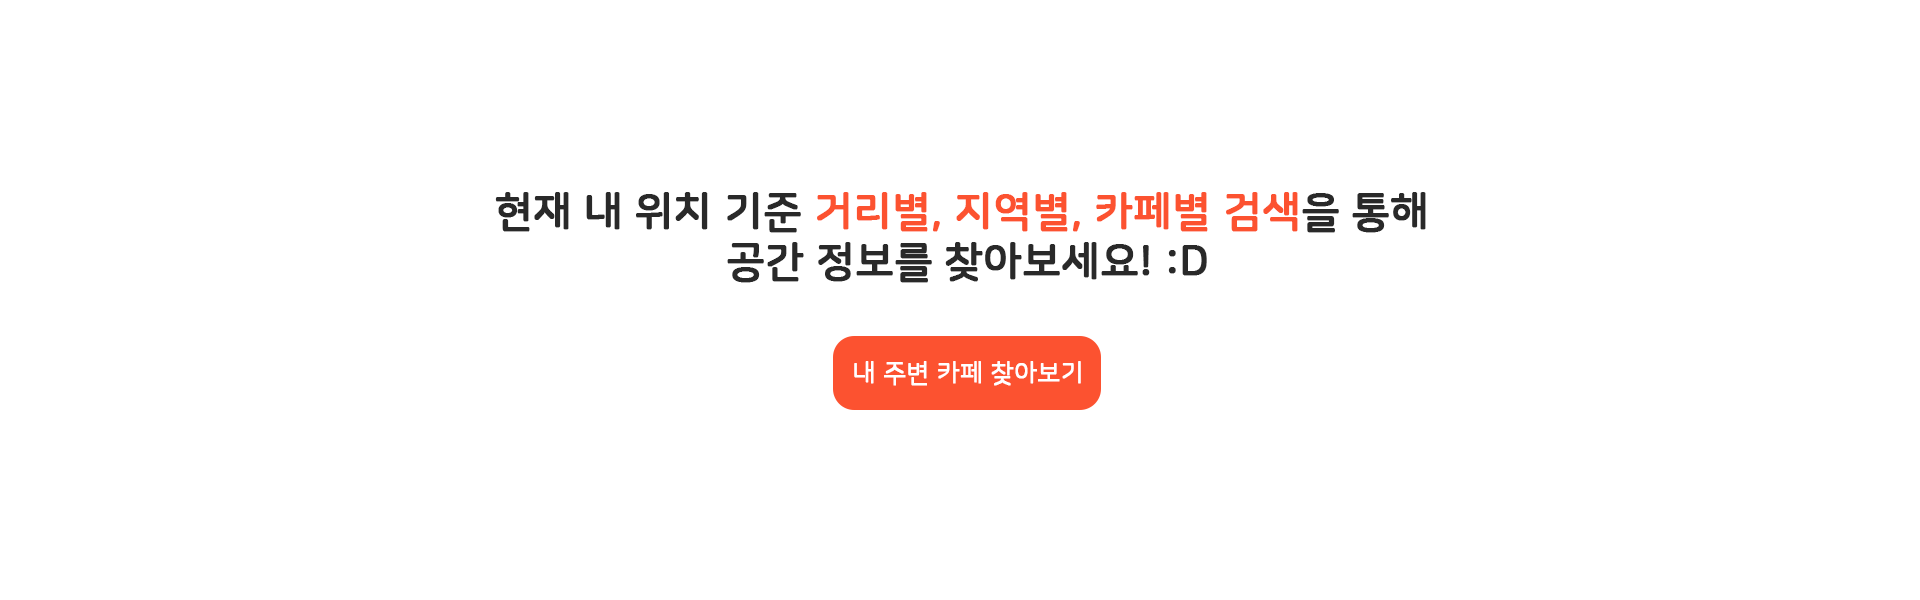 현재 내 위치 기준 거리별, 지역별, 카페별 검색을 통해
공간 정보를 찾아보세요! :D
내 주변 카페 찾아보기